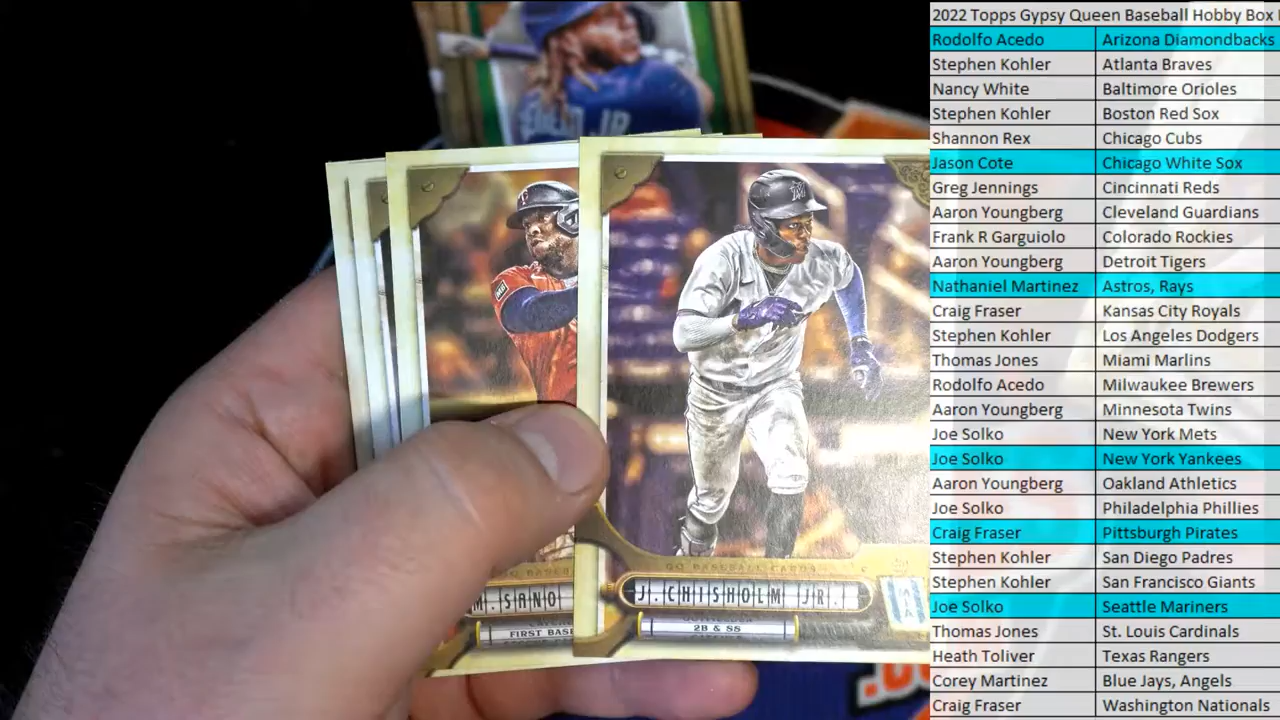 2022 Topps Gypsy Queen Baseball Hobby Box
Rodolfo Acedo Arizona Diamondbacks
Stephen Kohler Atlanta Braves
Nancy White Baltimore Orioles
Stephen Kohler Boston Red Sox
Shannon Rex Chicago Cubs
Jason Cote Chicago White Sox
Greg Jennings Cincinnati Reds
Aaron Youngberg Cleveland Guardians
Frank R Garguiolo Colorado Rockies
Aaron Youngberg Detroit Tigers
Nathaniel Martinez Astros, Rays
Craig Fraser Kansas City Royals
Stephen Kohler Los Angeles Dodgers
Thomas Jones Miami Marlins
Rodolfo Acedo Milwaukee Brewers
Aaron Youngberg Minnesota Twins
Joe Solko New York Mets
Joe Solko New York Yankees
Aaron Youngberg Oakland Athletics
Joe Solko Philadelphia Phillies
Craig Fraser Pittsburgh Pirates
Stephen Kohler San Diego Padres
Stephen Kohler San Francisco Giants
Joe Solko Seattle Mariners
Thomas Jones St. Louis Cardinals
Heath Toliver Texas Rangers
Corey Martinez Blue Jays, Angels
Craig Fraser Washington Nationals
JR.
GQ BASEBALL CARDS
M. SANO
FIRST BASE
J. CHISHOLM JR.
2B & SS
MIA